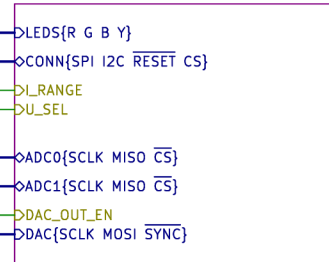 LEDS{R G B Y}
CONN{SPI I2C RESET CS}
I_RANGE
U_SEL
ADC0{SCLK MISO CS}
ADC1{SCLK MISO CS}
DAC_OUT_EN
DAC{SCLK MOSI SYNC}